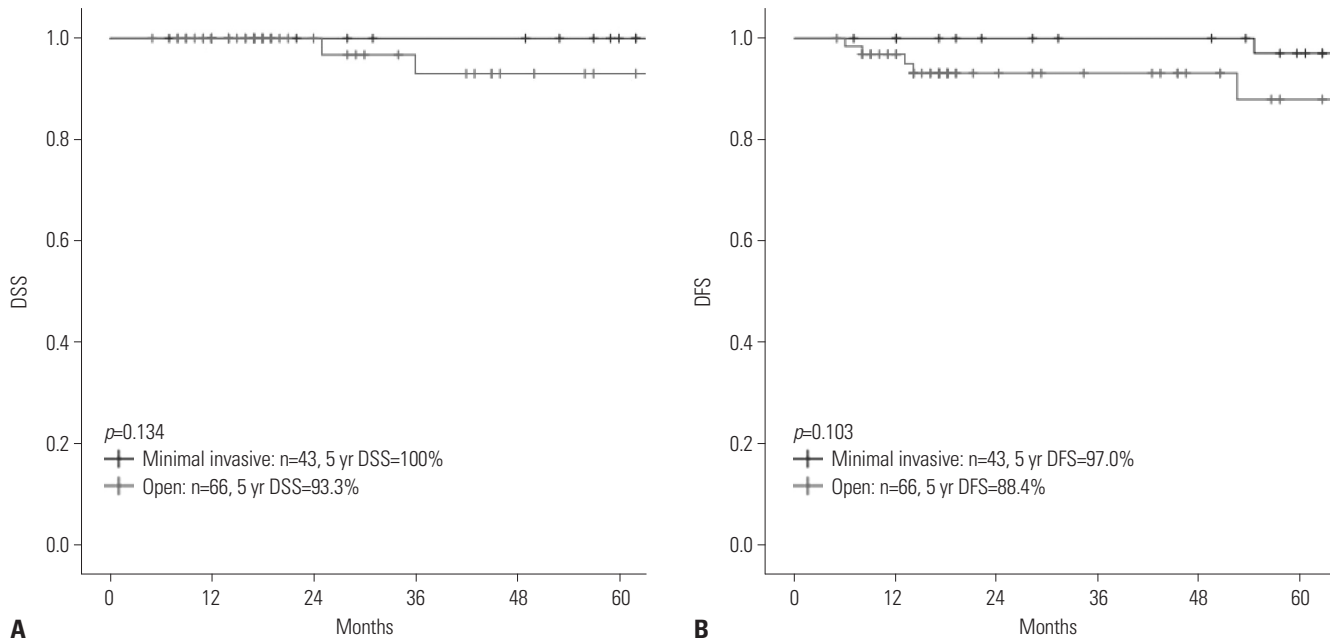 1.0
0.8
0.6
0.4
0.2
0.0
DSS
p=0.134
Minimal invasive: n=43, 5 yr DSS=100%
Open: n=66, 5 yr DSS=93.3%
0 12 24 36 48 60
Months
A
1.0
0.8
0.6
0.4
0.2
0.0
DFS
p=0.103
Minimal invasive: n=43, 5 yr DFS=97.0%
Open: n=66, 5 yr DFS=88.4%
0 12 24 36 48 60
Months
B